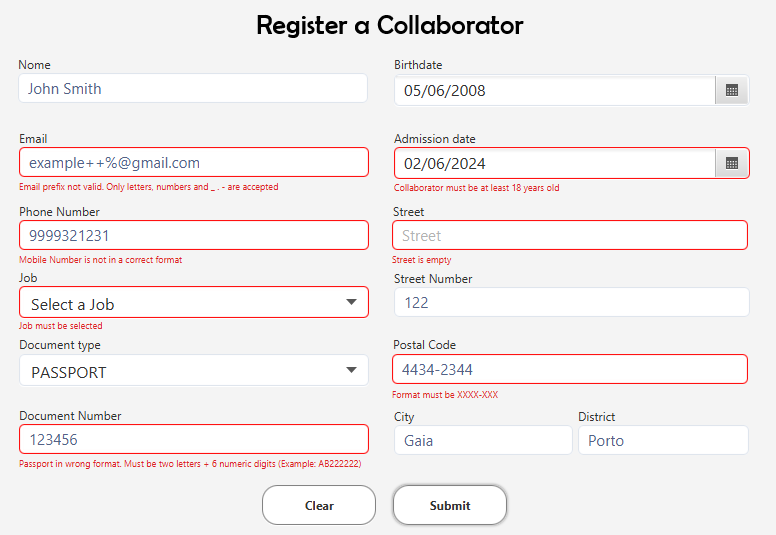 Register a Collaborator
Nome
Birthdate
John Smith
05/06/2008
Email
Admission date
example++%@gmail.com
02/06/2024
Email prefix not valid. Only letters, numbers and _ . - are accepted
Collaborator must be at least 18 years old
Phone Number
Street
9999321231
Street
Mobile Number is not in a correct format
Street is empty
Job
Street Number
Select a Job
122
Job must be selected
Document type
Postal Code
PASSPORT
4434-2344
Format must be XXXX-XXX
Document Number
City
District
123456
Gaia
Porto
Passport in wrong format. Must be two letters + 6 numeric digits (Example: AB222222)
Clear
Submit